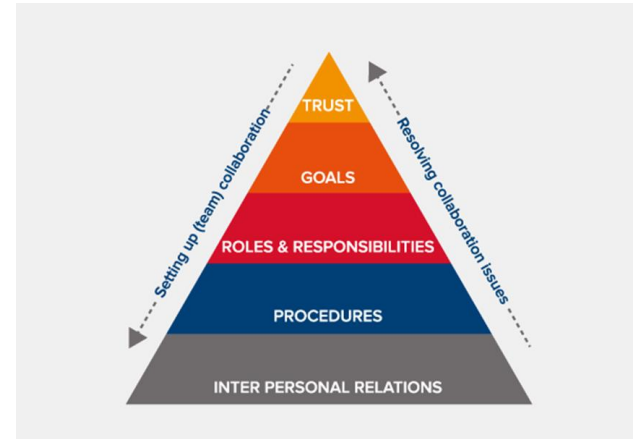 TRUST
GOALS
ROLES & RESPONSIBILITIES
PROCEDURES
INTER PERSONAL RELATIONS
Setting up (team) collaboration
Resolving collaboration issues